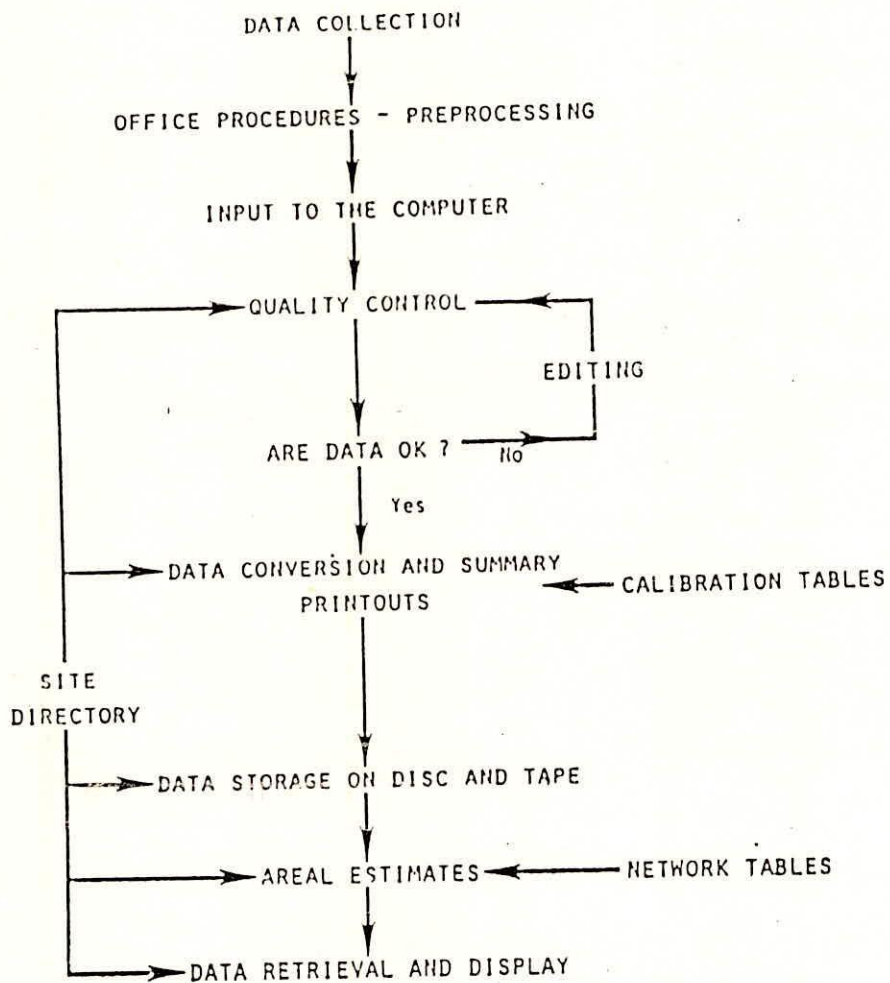 DATA COLLECTION
OFFICE PROCEDURES - PREPROCESSING
INPUT TO THE COMPUTER
QUALITY CONTROL
EDITING
ARE DATA OK ?
No
Yes
DATA CONVERSION AND SUMMARY
PRINTOUTS
CALIBRATION TABLES
SITE
DIRECTORY
DATA STORAGE ON DISC AND TAPE
AREAL ESTIMATES
NETWORK TABLES
DATA RETRIEVAL AND DISPLAY